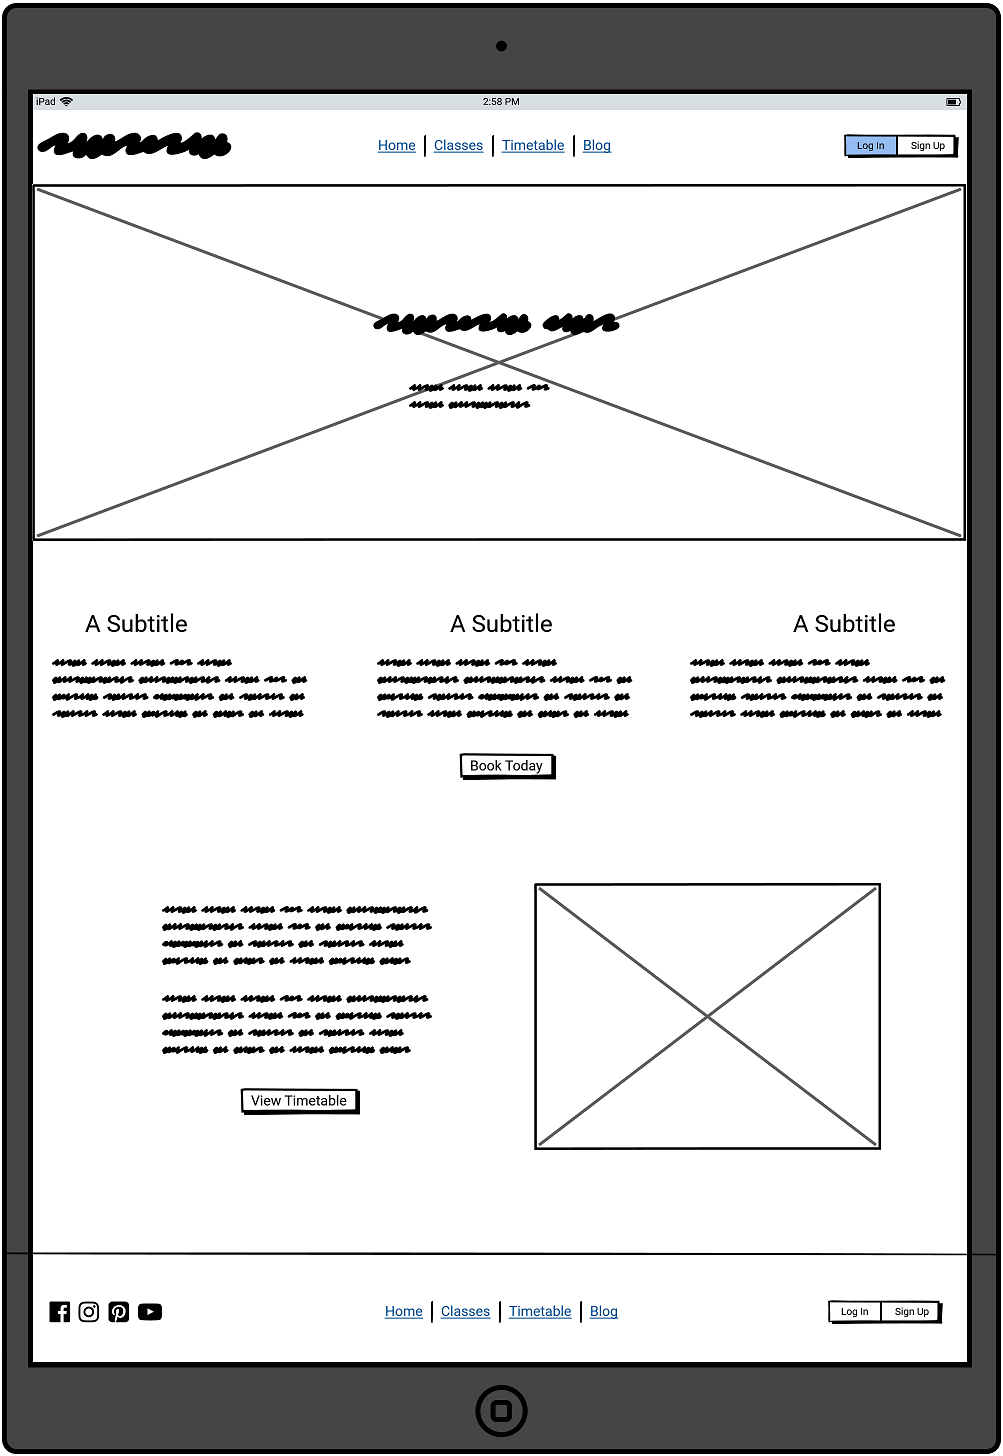 iPad 2:58 PM
Home Classes Timetable Blog Log In Sign Up
A Subtitle A Subtitle A Subtitle
Book Today
View Timetable
Home Classes Timetable Blog Log In Sign Up